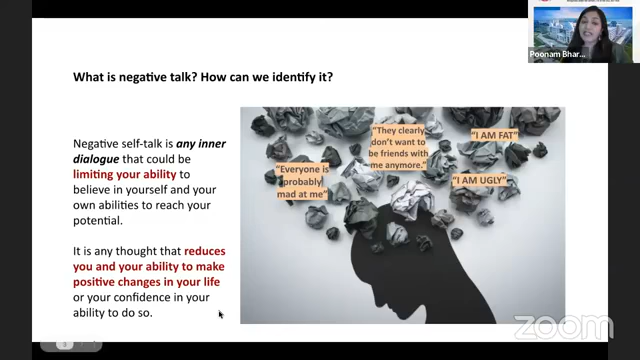 Poonam Bhar...
What is negative talk? How can we identify it?
Negative self-talk is any inner
dialogue that could be
limiting your ability to
believe in yourself and your
own abilities to reach your
potential.
It is any thought that reduces
you and your ability to make
positive changes in your life
or your confidence in your
ability to do so.
"They clearly
don't want to
be friends with
me anymore."
"I AM FAT"
"Everyone is
probably
mad at me"
"I AM UGLY"
zoom